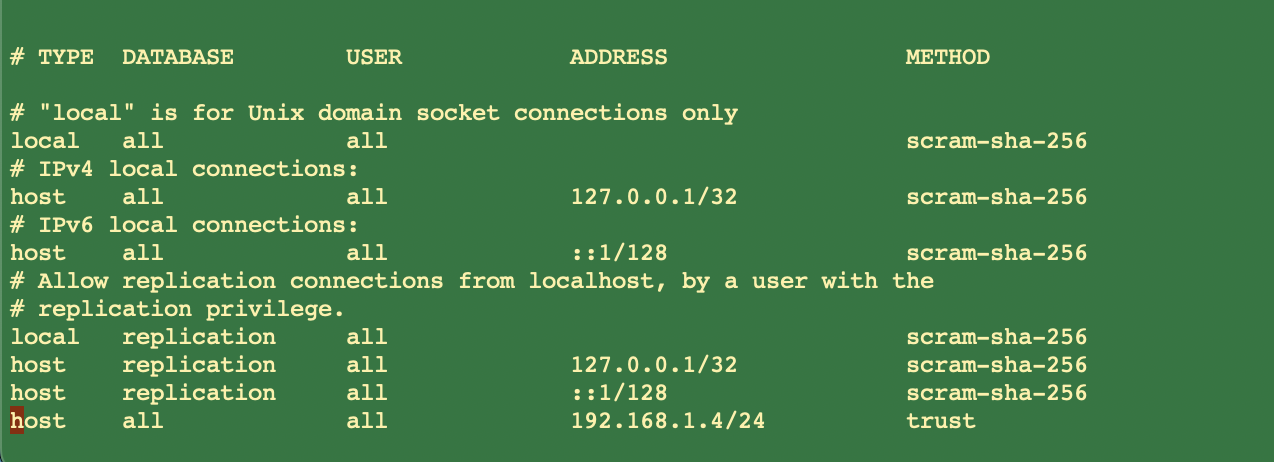 # TYPE  DATABASE        USER            ADDRESS                 METHOD
# "local" is for Unix domain socket connections only
local   all             all                                     scram-sha-256
# IPv4 local connections:
host    all             all             127.0.0.1/32            scram-sha-256
# IPv6 local connections:
host    all             all             ::1/128                 scram-sha-256
# Allow replication connections from localhost, by a user with the
# replication privilege.
local   replication     all                                     scram-sha-256
host    replication     all             127.0.0.1/32            scram-sha-256
host    replication     all             ::1/128                 scram-sha-256
host    all             all             192.168.1.4/24          trust